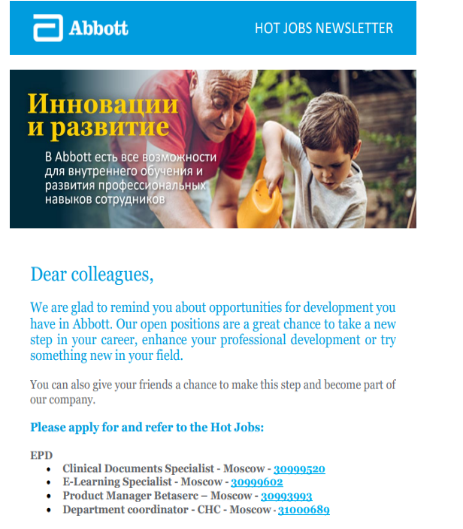 Abbott
HOT JOBS NEWSLETTER
Инновации
и развитие
В Abbott есть все возможности
для внутреннего обучения и
развития профессиональных
навыков сотрудников
Dear colleagues,
We are glad to remind you about opportunities for development you
have in Abbott. Our open positions are a great chance to take a new
step in your career, enhance your professional development or try
something new in your field.
You can also give your friends a chance to make this step and become part of
our company.
Please apply for and refer to the Hot Jobs:
EPD
• Clinical Documents Specialist - Moscow - 30999520
• E-Learning Specialist - Moscow - 30999602
• Product Manager Betaserc – Moscow - 30993993
• Department coordinator - CHC - Moscow - 31000689